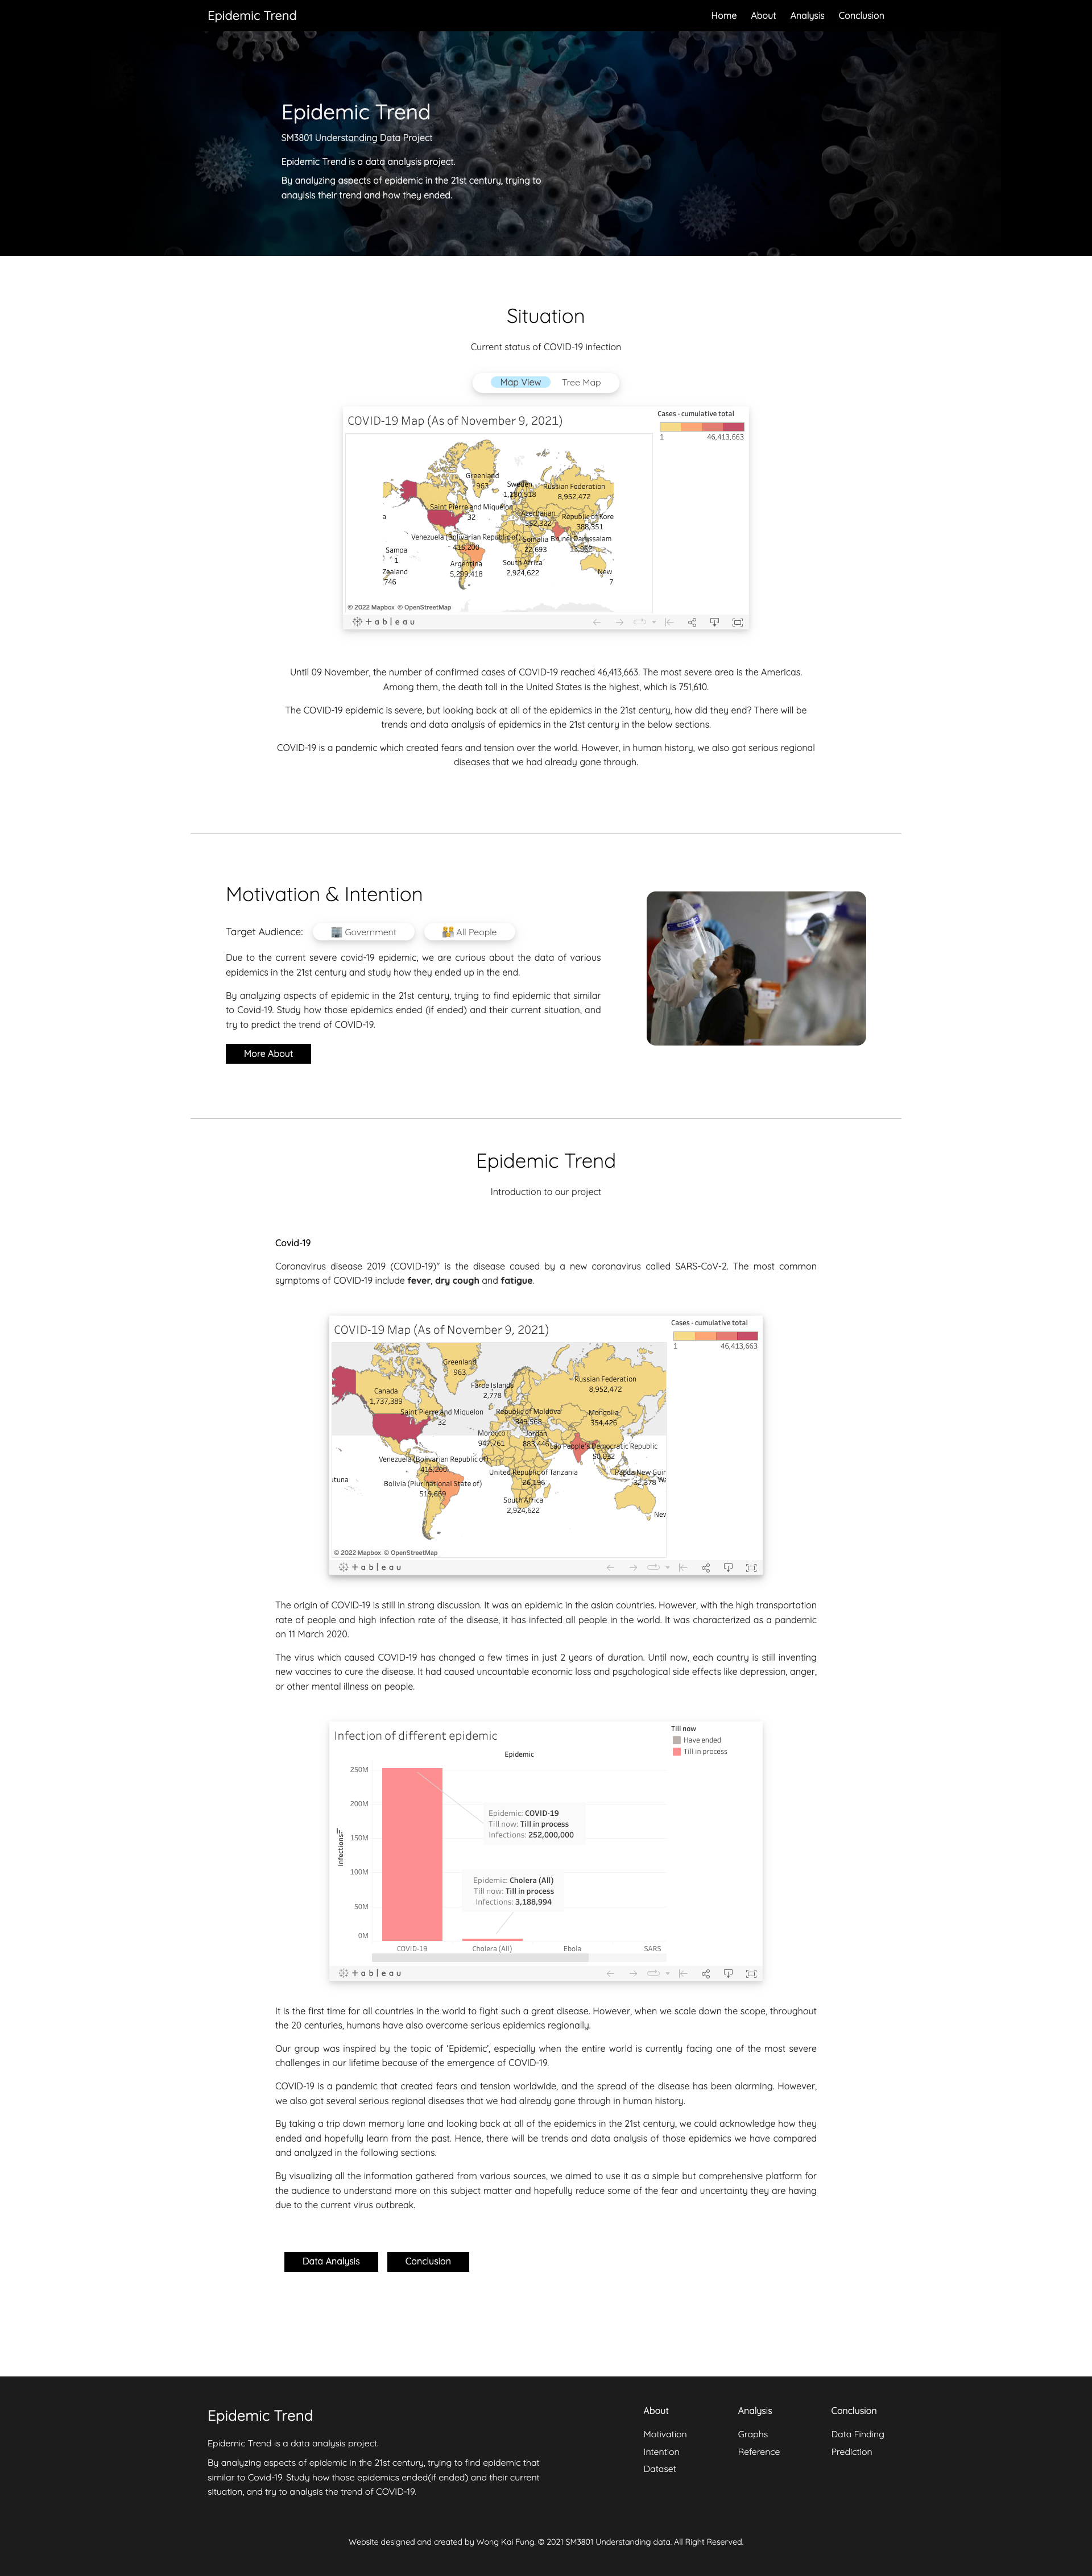 Epidemic Trend
Home About Analysis Conclusion
Epidemic Trend
SM3801 Understanding Data Project
Epidemic Trend is a data analysis project.
By analyzing aspects of epidemic in the 21st century, trying to
anaylsis their trend and how they ended.
Situation
Current status of COVID-19 infection
Map View Tree Map
COVID-19 Map (As of November 9, 2021)
Cases - cumulative total
1 46,413,663
Greenland
963
Sweden
1,180,518
Russian Federation
8,952,472
Saint Pierre and Miquelon
32
Azerbaijan
552,322
Republic of Kore
388,351
a
Venezuela (Bolivarian Republic of)
415,200
Somalia
22,693
Brunei Darussalam
Samoa
1
Argentina
5,299,418
South Africa
2,924,622
Zealand
746
New
7
© 2022 Mapbox © OpenStreetMap
+ableau
Until 09 November, the number of confirmed cases of COVID-19 reached 46,413,663. The most severe area is the Americas.
Among them, the death toll in the United States is the highest, which is 751,610.
The COVID-19 epidemic is severe, but looking back at all of the epidemics in the 21st century, how did they end? There will be
trends and data analysis of epidemics in the 21st century in the below sections.
COVID-19 is a pandemic which created fears and tension over the world. However, in human history, we also got serious regional
diseases that we had already gone through.
Motivation & Intention
Target Audience: 🏢 Government 👫 All People
Due to the current severe covid-19 epidemic, we are curious about the data of various
epidemics in the 21st century and study how they ended up in the end.
By analyzing aspects of epidemic in the 21st century, trying to find epidemic that similar
to Covid-19. Study how those epidemics ended (if ended) and their current situation, and
try to predict the trend of COVID-19.
More About
Epidemic Trend
Introduction to our project
Covid-19
Coronavirus disease 2019 (COVID-19)" is the disease caused by a new coronavirus called SARS-CoV-2. The most common
symptoms of COVID-19 include fever, dry cough and fatigue.
COVID-19 Map (As of November 9, 2021)
Cases - cumulative total
1 46,413,663
Greenland
963
Faroe Islands
2,778
Russian Federation
8,952,472
Canada
1,737,389
Saint Pierre and Miquelon
32
Republic of Moldova
349,568
Mongolia
354,426
Morocco
947,761
Jordan
883,446
Lao People's Democratic Republic
50,032
Venezuela (Bolivarian Republic of)
415,200
United Republic of Tanzania
26,196
Papua New Guin
32,378
Wa
utuna
Bolivia (Plurinational State of)
519,659
South Africa
2,924,622
New
© 2022 Mapbox © OpenStreetMap
+ableau
The origin of COVID-19 is still in strong discussion. It was an epidemic in the asian countries. However, with the high transportation
rate of people and high infection rate of the disease, it has infected all people in the world. It was characterized as a pandemic
on 11 March 2020.
The virus which caused COVID-19 has changed a few times in just 2 years of duration. Until now, each country is still inventing
new vaccines to cure the disease. It had caused uncountable economic loss and psychological side effects like depression, anger,
or other mental illness on people.
Infection of different epidemic
Till now
Have ended
Till in process
Epidemic
250M
200M
150M
100M
50M
0M
Infections
Epidemic: COVID-19
Till now: Till in process
Infections: 252,000,000
Epidemic: Cholera (All)
Till now: Till in process
Infections: 3,188,994
COVID-19 Cholera (All) Ebola SARS
+ableau
It is the first time for all countries in the world to fight such a great disease. However, when we scale down the scope, throughout
the 20 centuries, humans have also overcome serious epidemics regionally.
Our group was inspired by the topic of 'Epidemic', especially when the entire world is currently facing one of the most severe
challenges in our lifetime because of the emergence of COVID-19.
COVID-19 is a pandemic that created fears and tension worldwide, and the spread of the disease has been alarming. However,
we also got several serious regional diseases that we had already gone through in human history.
By taking a trip down memory lane and looking back at all of the epidemics in the 21st century, we could acknowledge how they
ended and hopefully learn from the past. Hence, there will be trends and data analysis of those epidemics we have compared
and analyzed in the following sections.
By visualizing all the information gathered from various sources, we aimed to use it as a simple but comprehensive platform for
the audience to understand more on this subject matter and hopefully reduce some of the fear and uncertainty they are having
due to the current virus outbreak.
Data Analysis Conclusion
Epidemic Trend
Epidemic Trend is a data analysis project.
By analyzing aspects of epidemic in the 21st century, trying to find epidemic that
similar to Covid-19. Study how those epidemics ended(if ended) and their current
situation, and try to analysis the trend of COVID-19.
About
Motivation
Intention
Dataset
Analysis
Graphs
Reference
Conclusion
Data Finding
Prediction
Website designed and created by Wong Kai Fung. © 2021 SM3801 Understanding data. All Right Reserved.